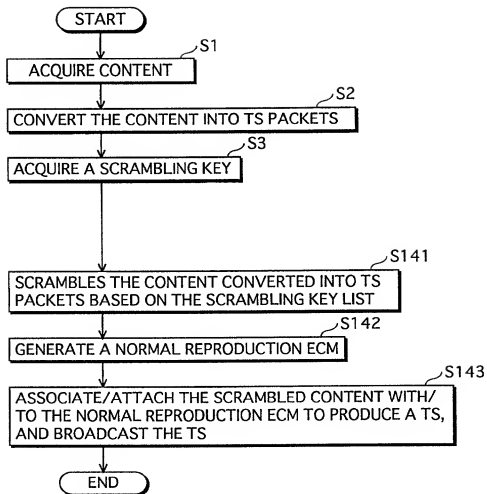 START
S1
ACQUIRE CONTENT
S2
CONVERT THE CONTENT INTO TS PACKETS
S3
ACQUIRE A SCRAMBLING KEY
S141
SCRAMBLES THE CONTENT CONVERTED INTO TS
PACKETS BASED ON THE SCRAMBLING KEY LIST
S142
GENERATE A NORMAL REPRODUCTION ECM
S143
ASSOCIATE/ATTACH THE SCRAMBLED CONTENT WITH/
TO THE NORMAL REPRODUCTION ECM TO PRODUCE A TS,
AND BROADCAST THE TS
END